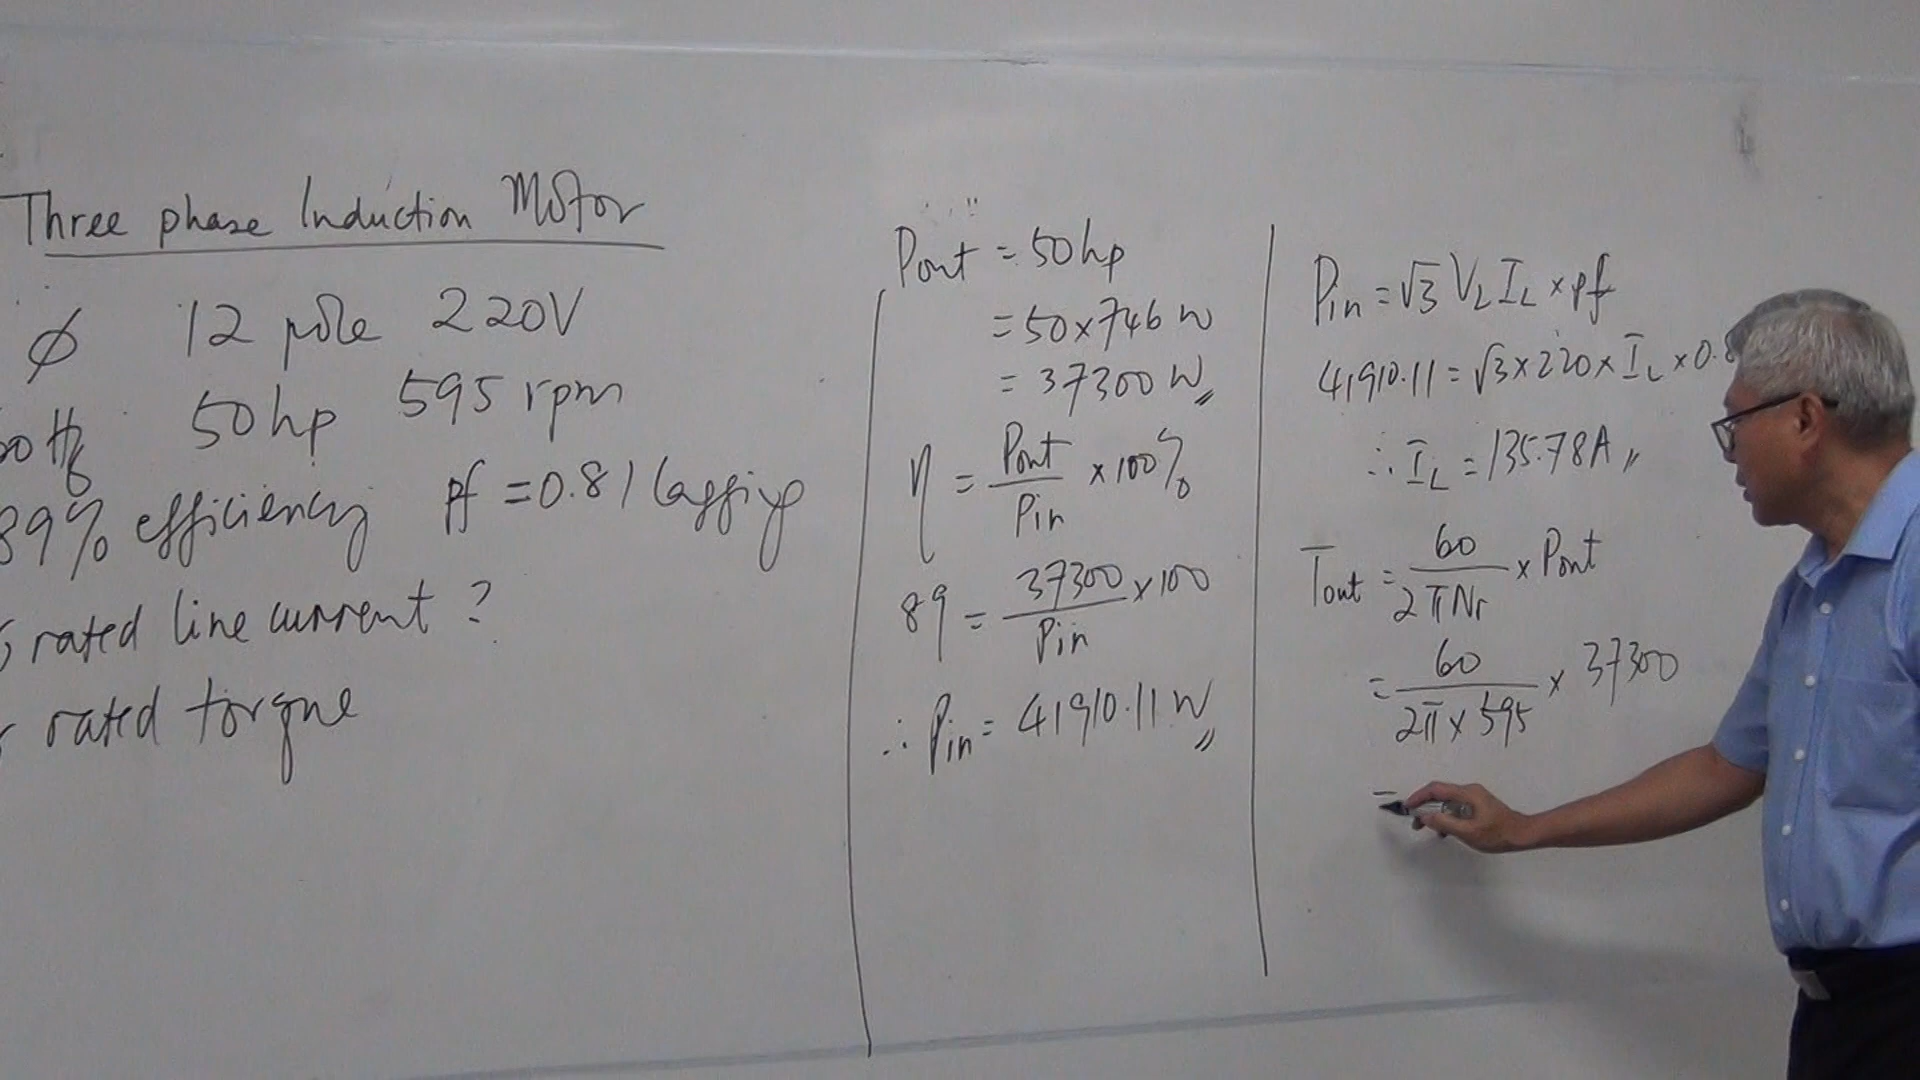 Three phase Induction Motor
φ 12 pole 220V
50hp 595 rpm
89% efficiency pf = 0.81 lagging
rated line current ?
rated torque
Pout = 50hp
= 50 × 746 W
= 37300 W
η = Pout / Pin × 100%
89 = 37300 / Pin × 100
∴ Pin = 41910.11 W
Pin = √3 VL IL × pf
41910.11 = √3 × 220 × IL × 0.8
∴ IL = 135.78A
Tout = 60 / 2πNr × Pout
= 60 / 2π × 595 × 37300
=